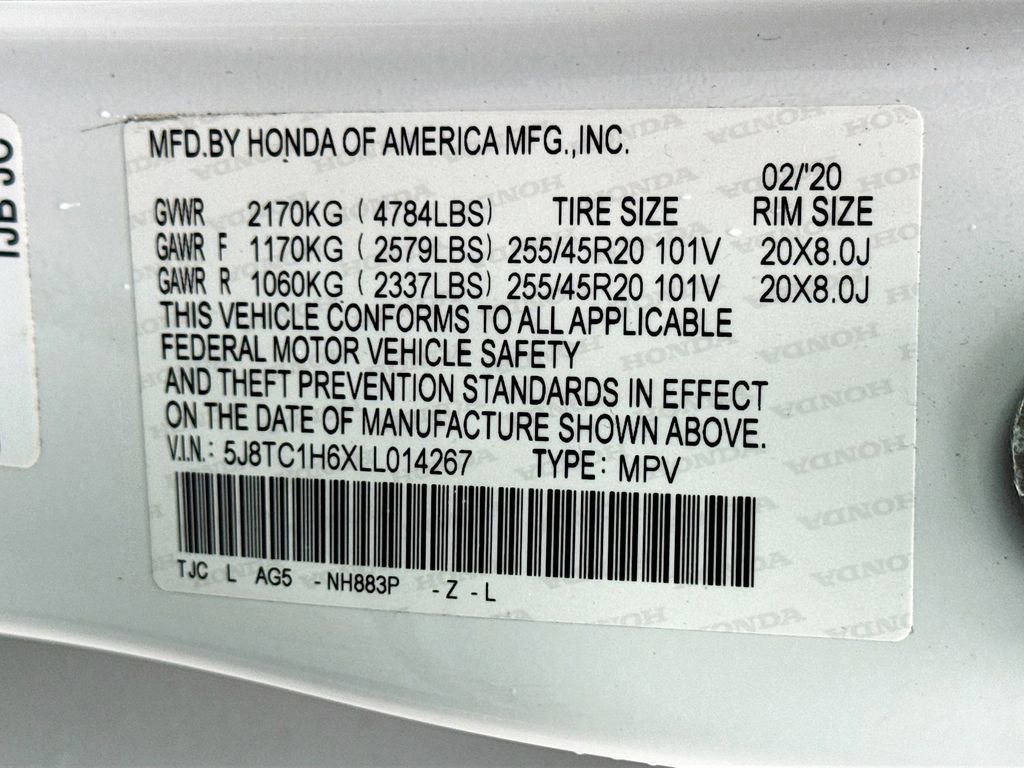 MFD.BY HONDA OF AMERICA MFG.,INC.
02/'20
GVWR 2170KG ( 4784LBS) TIRE SIZE RIM SIZE
GAWR F 1170KG ( 2579LBS) 255/45R20 101V 20X8.0J
GAWR R 1060KG ( 2337LBS) 255/45R20 101V 20X8.0J
THIS VEHICLE CONFORMS TO ALL APPLICABLE
FEDERAL MOTOR VEHICLE SAFETY
AND THEFT PREVENTION STANDARDS IN EFFECT
ON THE DATE OF MANUFACTURE SHOWN ABOVE.
V.I.N.: 5J8TC1H6XLL014267 TYPE: MPV
TJC L AG5 -NH883P -Z -L